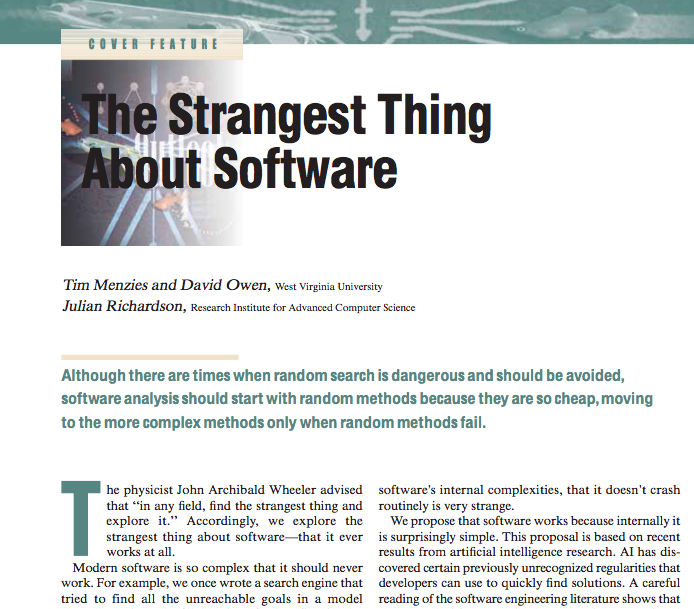 COVER FEATURE
The Strangest Thing
About Software
Tim Menzies and David Owen, West Virginia University
Julian Richardson, Research Institute for Advanced Computer Science
Although there are times when random search is dangerous and should be avoided,
software analysis should start with random methods because they are so cheap, moving
to the more complex methods only when random methods fail.
The physicist John Archibald Wheeler advised
that “in any field, find the strangest thing and
explore it.” Accordingly, we explore the
strangest thing about software—that it ever
works at all.
Modern software is so complex that it should never
work. For example, we once wrote a search engine that
tried to find all the unreachable goals in a model
software's internal complexities, that it doesn't crash
routinely is very strange.
We propose that software works because internally it
is surprisingly simple. This proposal is based on recent
results from artificial intelligence research. AI has dis-
covered certain previously unrecognized regularities that
developers can use to quickly find solutions. A careful
reading of the software engineering literature shows that